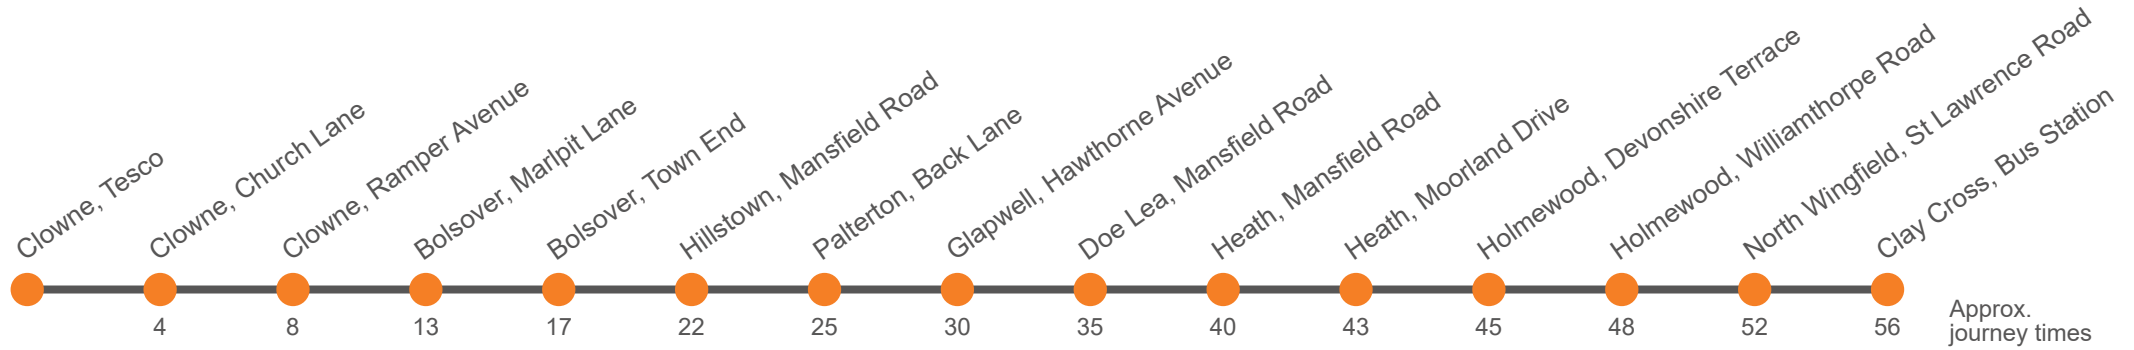 Clowne, Tesco
Clowne, Church Lane
Clowne, Ramper Avenue
Bolsover, Marlpit Lane
Bolsover, Town End
Hillstown, Mansfield Road
Palterton, Back Lane
Glapwell, Hawthorne Avenue
Doe Lea, Mansfield Road
Heath, Mansfield Road
Heath, Moorland Drive
Holmewood, Devonshire Terrace
Holmewood, Williamthorpe Road
North Wingfield, St Lawrence Road
Clay Cross, Bus Station
4 8 13 17 22 25 30 35 40 43 45 48 52 56
Approx.
journey times